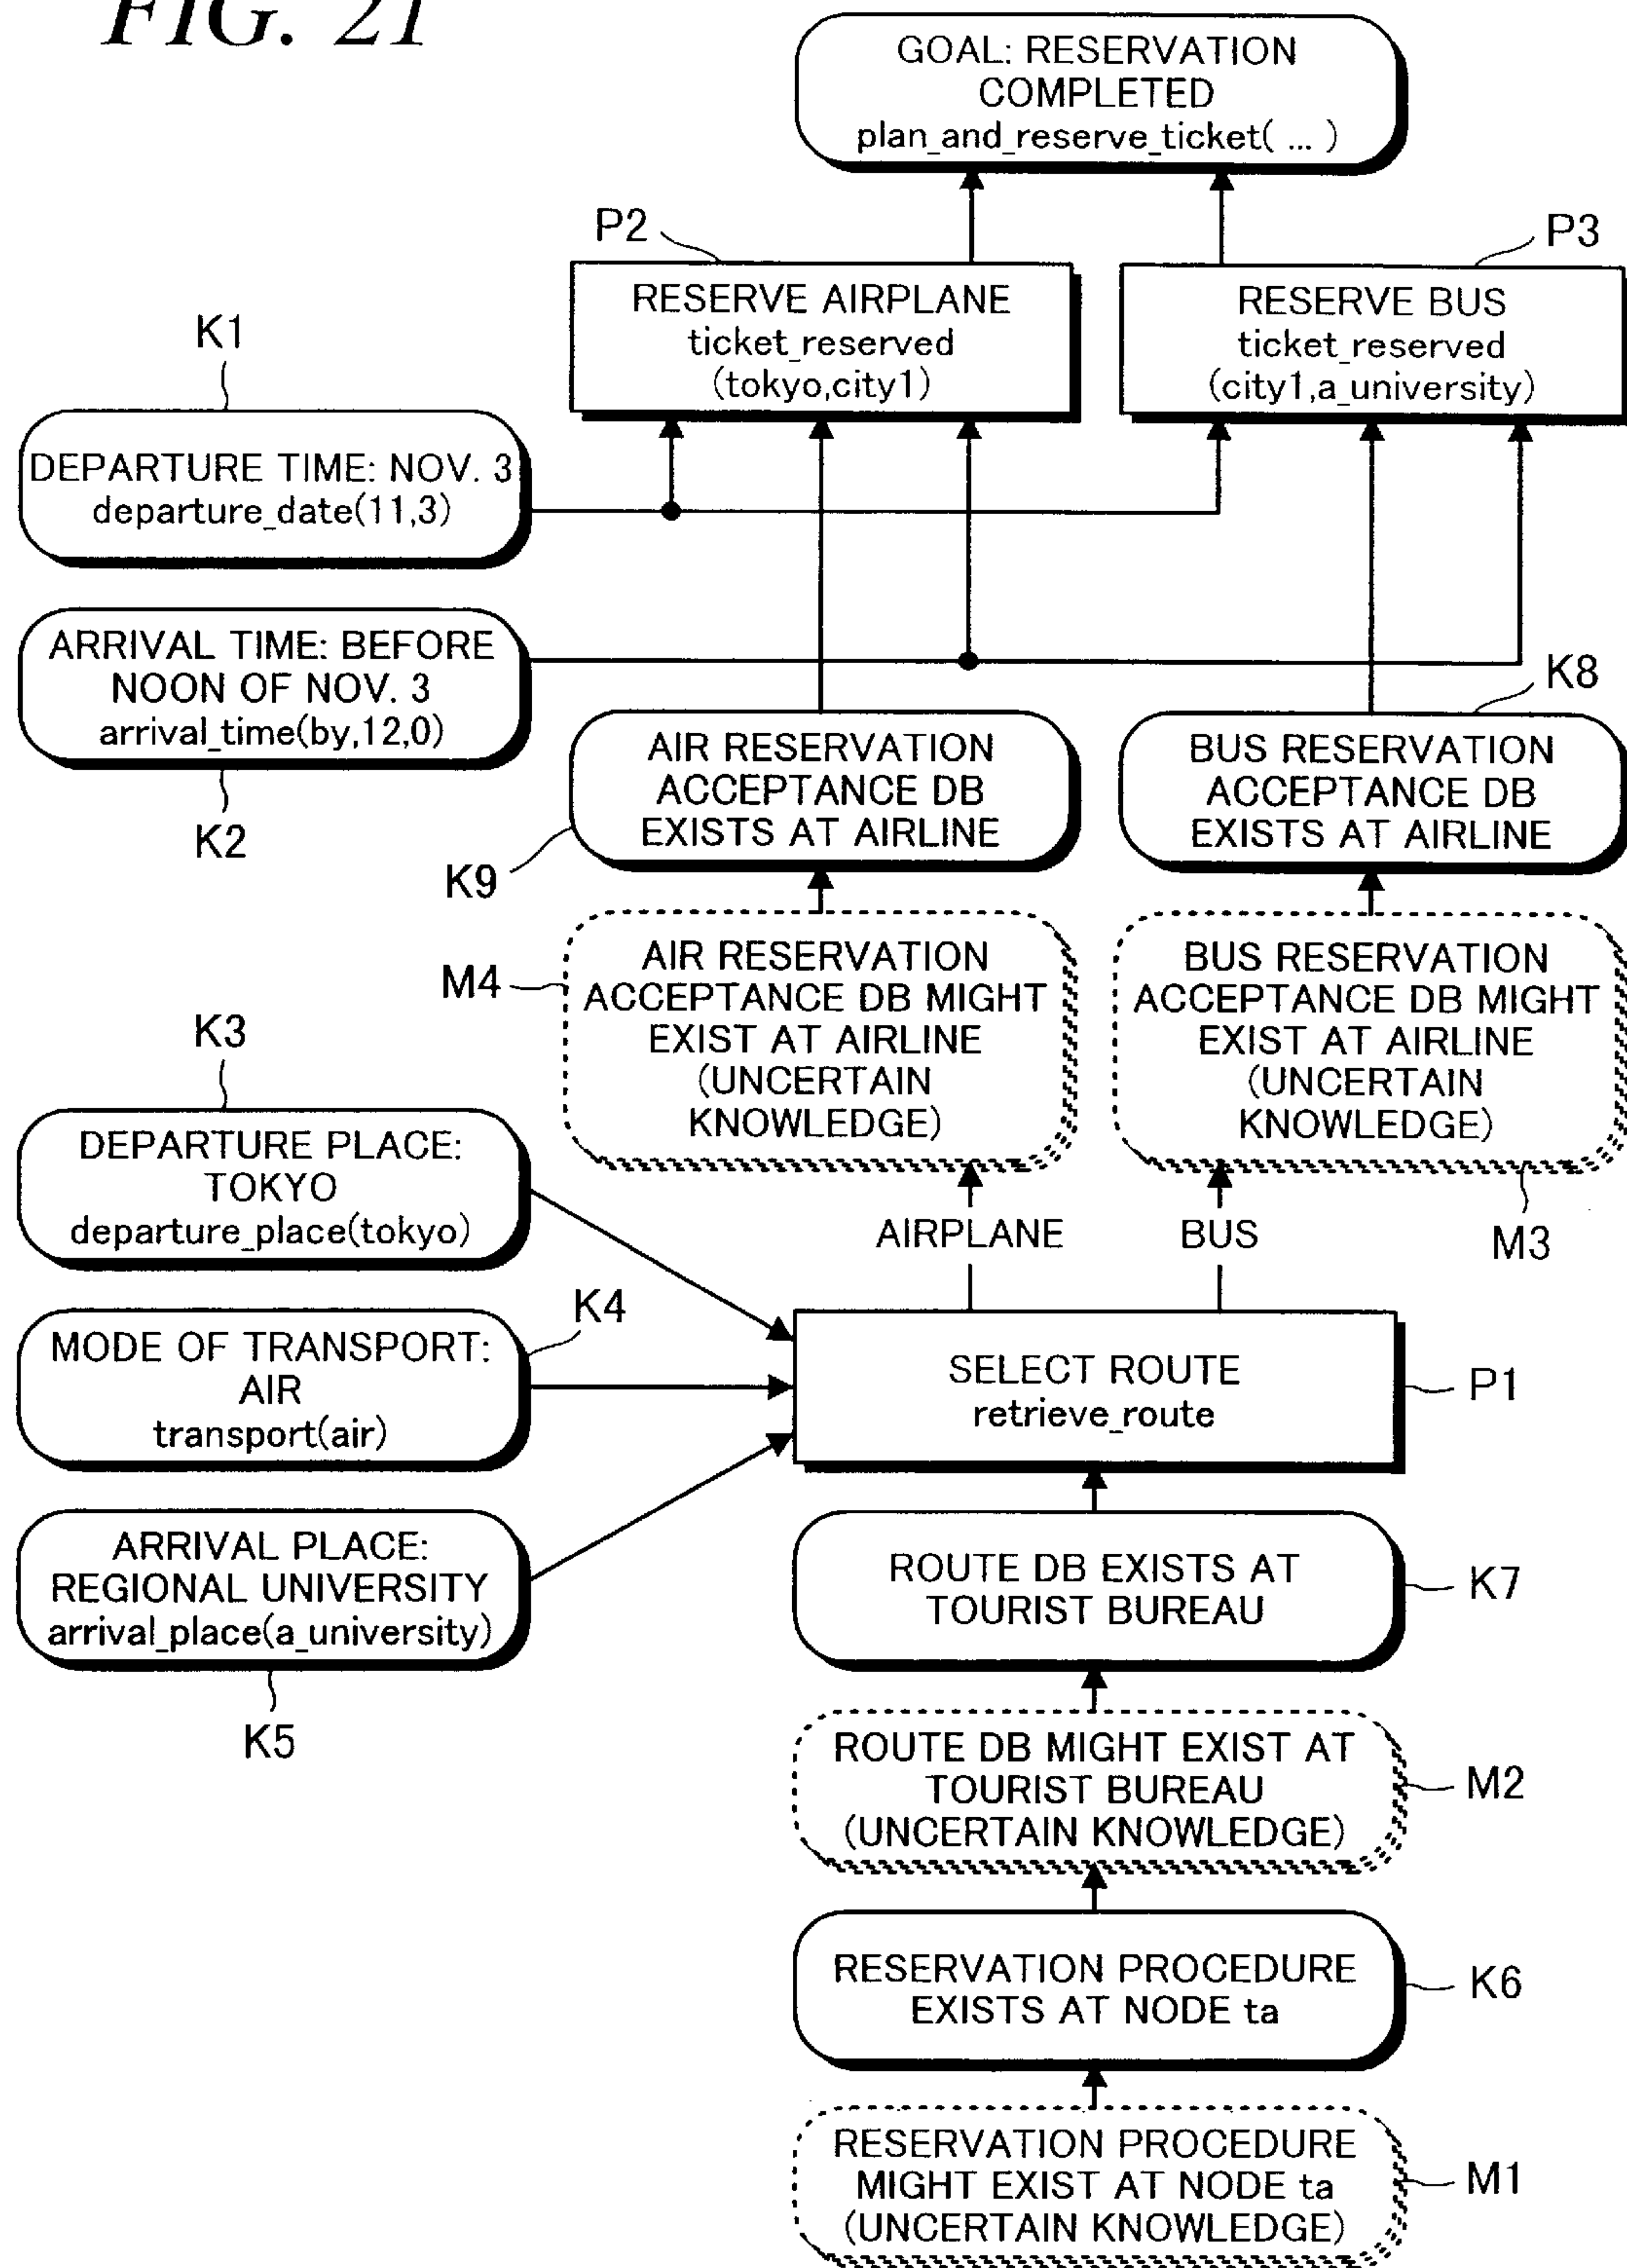 FIG. 21
GOAL: RESERVATION
COMPLETED
plan_and_reserve_ticket( ... )
P2
P3
RESERVE AIRPLANE
ticket_reserved
(tokyo,city1)
RESERVE BUS
ticket_reserved
(city1,a_university)
K1
DEPARTURE TIME: NOV. 3
departure_date(11,3)
ARRIVAL TIME: BEFORE
NOON OF NOV. 3
arrival_time(by,12,0)
K2
K8
AIR RESERVATION
ACCEPTANCE DB
EXISTS AT AIRLINE
K9
BUS RESERVATION
ACCEPTANCE DB
EXISTS AT AIRLINE
M4
AIR RESERVATION
ACCEPTANCE DB MIGHT
EXIST AT AIRLINE
(UNCERTAIN
KNOWLEDGE)
BUS RESERVATION
ACCEPTANCE DB MIGHT
EXIST AT AIRLINE
(UNCERTAIN
KNOWLEDGE)
M3
K3
DEPARTURE PLACE:
TOKYO
departure_place(tokyo)
AIRPLANE
BUS
K4
MODE OF TRANSPORT:
AIR
transport(air)
SELECT ROUTE
retrieve_route
P1
ARRIVAL PLACE:
REGIONAL UNIVERSITY
arrival_place(a_university)
K5
ROUTE DB EXISTS AT
TOURIST BUREAU
K7
ROUTE DB MIGHT EXIST AT
TOURIST BUREAU
(UNCERTAIN KNOWLEDGE)
M2
RESERVATION PROCEDURE
EXISTS AT NODE ta
K6
RESERVATION PROCEDURE
MIGHT EXIST AT NODE ta
(UNCERTAIN KNOWLEDGE)
M1